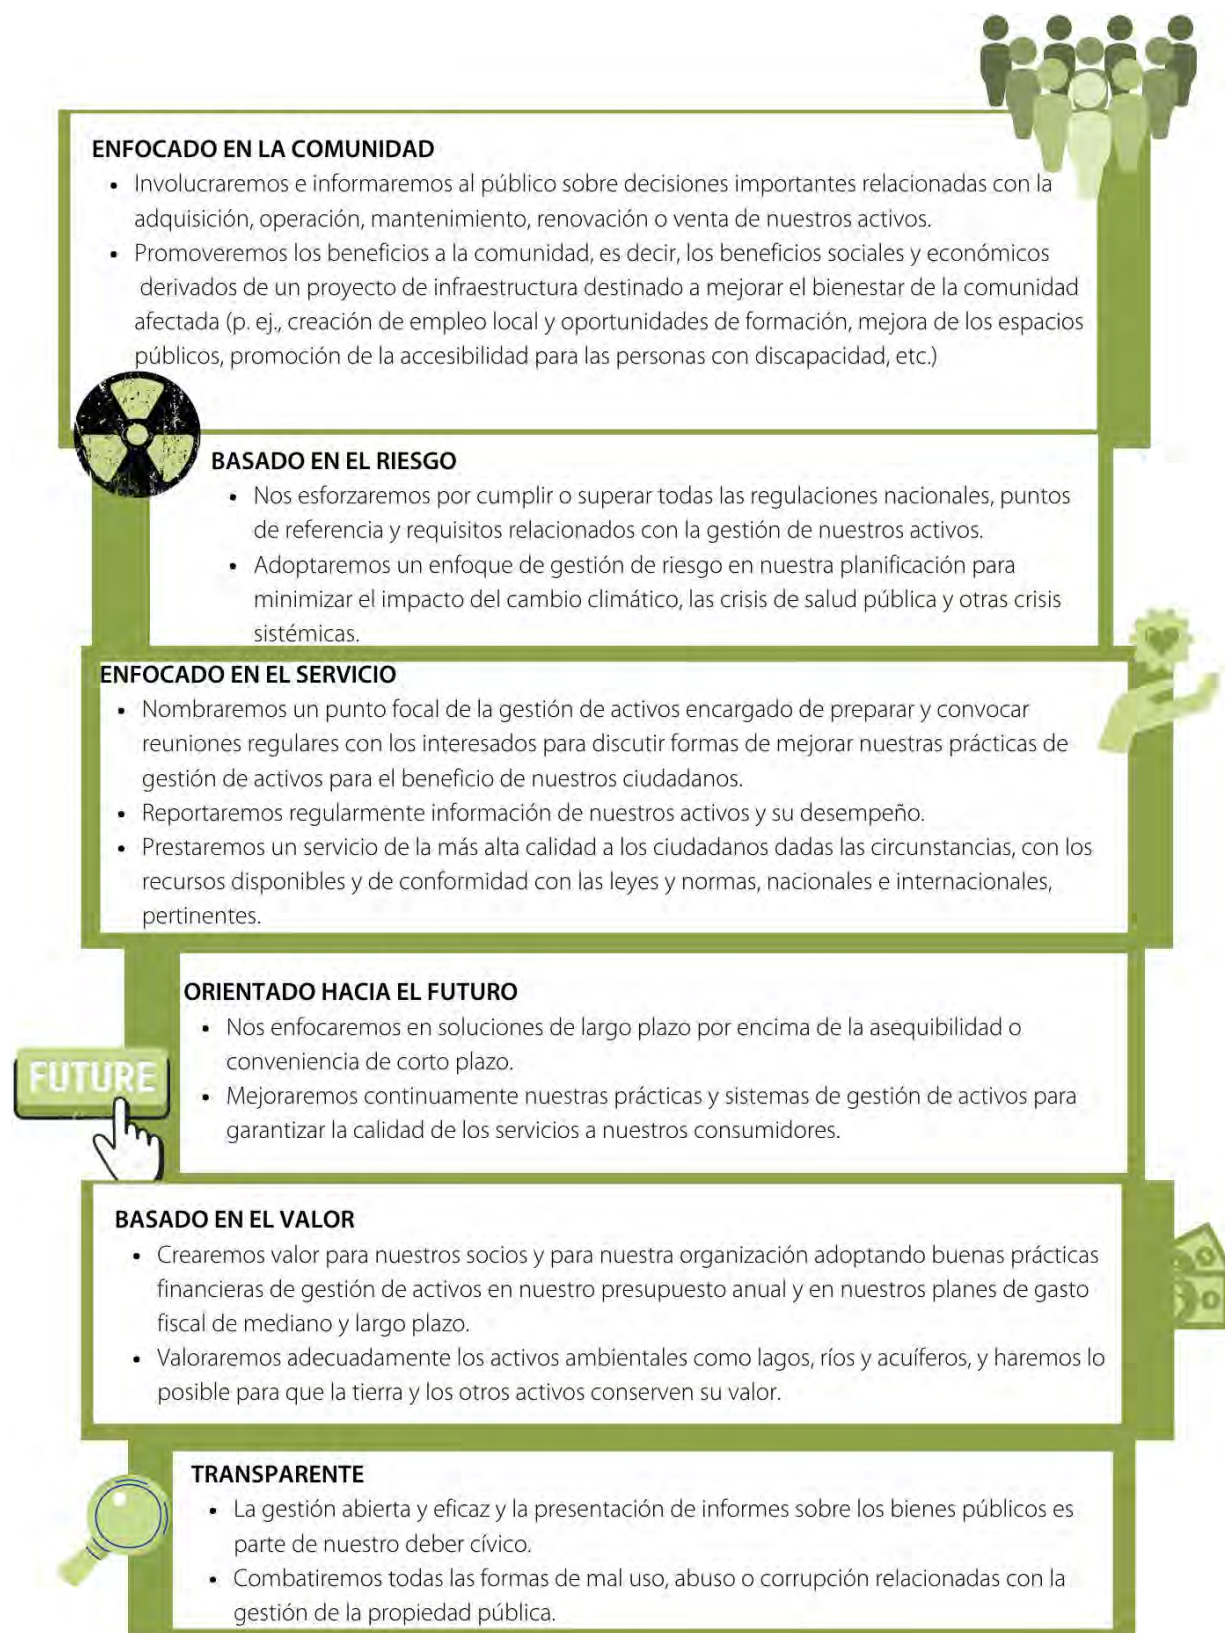 ENFOCADO EN LA COMUNIDAD
• Involucraremos e informaremos al público sobre decisiones importantes relacionadas con la
adquisición, operación, mantenimiento, renovación o venta de nuestros activos.
• Promoveremos los beneficios a la comunidad, es decir, los beneficios sociales y económicos
derivados de un proyecto de infraestructura destinado a mejorar el bienestar de la comunidad
afectada (p. ej., creación de empleo local y oportunidades de formación, mejora de los espacios
públicos, promoción de la accesibilidad para las personas con discapacidad, etc.)
BASADO EN EL RIESGO
• Nos esforzaremos por cumplir o superar todas las regulaciones nacionales, puntos
de referencia y requisitos relacionados con la gestión de nuestros activos.
• Adoptaremos un enfoque de gestión de riesgo en nuestra planificación para
minimizar el impacto del cambio climático, las crisis de salud pública y otras crisis
sistémicas.
ENFOCADO EN EL SERVICIO
• Nombraremos un punto focal de la gestión de activos encargado de preparar y convocar
reuniones regulares con los interesados para discutir formas de mejorar nuestras prácticas de
gestión de activos para el beneficio de nuestros ciudadanos.
• Reportaremos regularmente información de nuestros activos y su desempeño.
• Prestaremos un servicio de la más alta calidad a los ciudadanos dadas las circunstancias, con los
recursos disponibles y de conformidad con las leyes y normas, nacionales e internacionales,
pertinentes.
ORIENTADO HACIA EL FUTURO
• Nos enfocaremos en soluciones de largo plazo por encima de la asequibilidad o
conveniencia de corto plazo.
FUTURE
• Mejoraremos continuamente nuestras prácticas y sistemas de gestión de activos para
garantizar la calidad de los servicios a nuestros consumidores.
BASADO EN EL VALOR
• Crearemos valor para nuestros socios y para nuestra organización adoptando buenas prácticas
financieras de gestión de activos en nuestro presupuesto anual y en nuestros planes de gasto
fiscal de mediano y largo plazo.
• Valoraremos adecuadamente los activos ambientales como lagos, ríos y acuíferos, y haremos lo
posible para que la tierra y los otros activos conserven su valor.
TRANSPARENTE
• La gestión abierta y eficaz y la presentación de informes sobre los bienes públicos es
parte de nuestro deber cívico.
• Combatiremos todas las formas de mal uso, abuso o corrupción relacionadas con la
gestión de la propiedad pública.